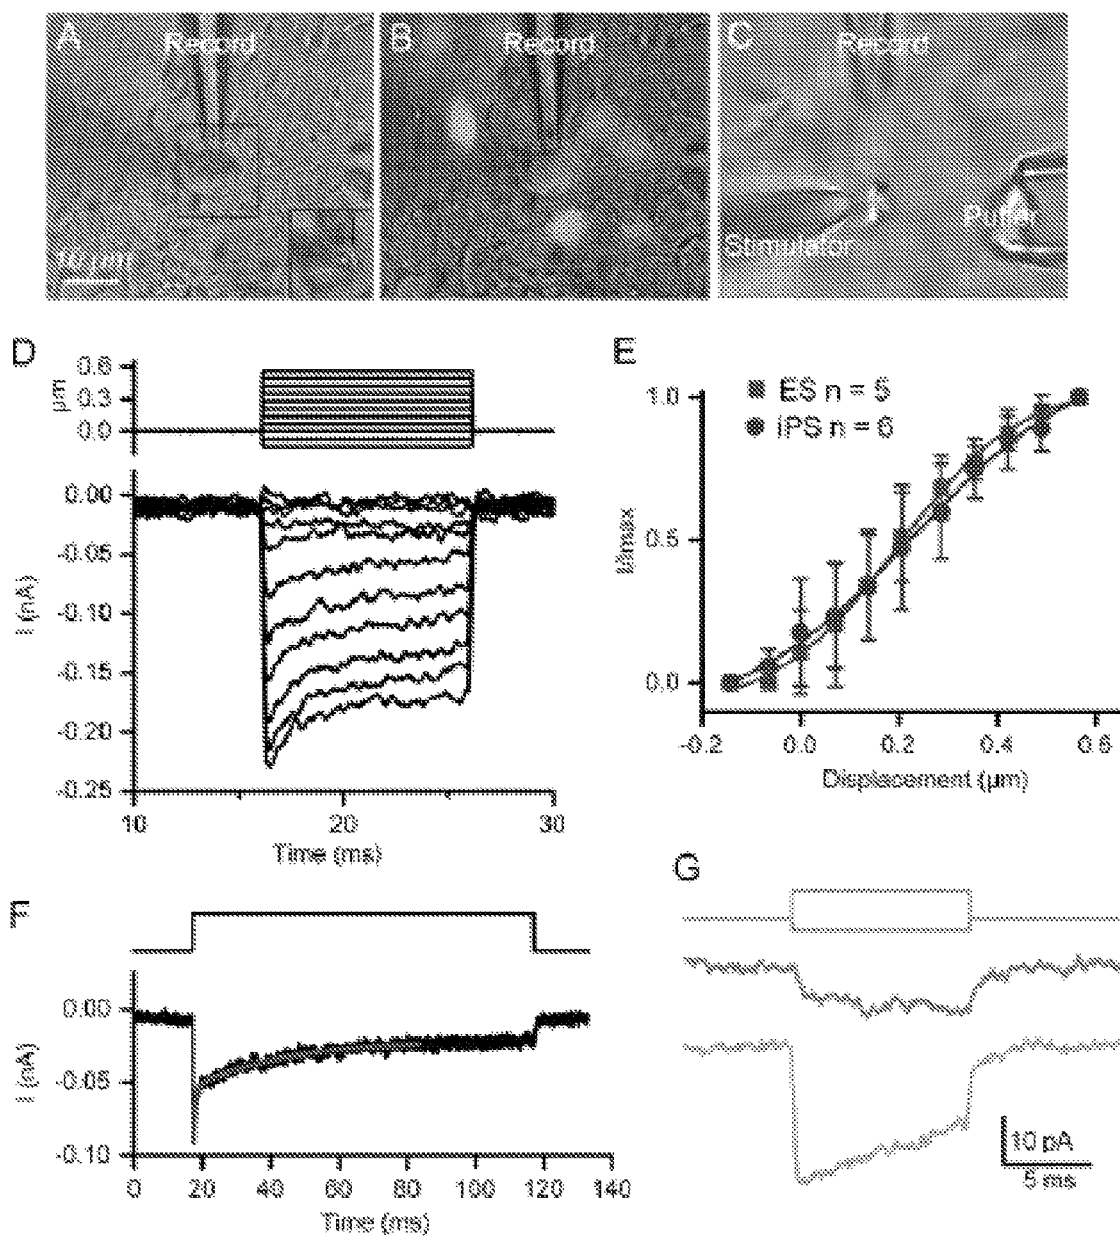 A Record
B Record
C Record
10 µm
Stimulator
Puffer
D
µm
0.6
0.3
0.0
I (nA)
0.00
-0.05
-0.10
-0.15
-0.20
-0.25
10 20 30
Time (ms)
E
ES n = 5
iPS n = 6
I/Imax
1.0
0.5
0.0
-0.2 0.0 0.2 0.4 0.6
Displacement (µm)
F
I (nA)
0.00
-0.05
-0.10
0 20 40 60 80 100 120 140
Time (ms)
G
10 pA
5 ms